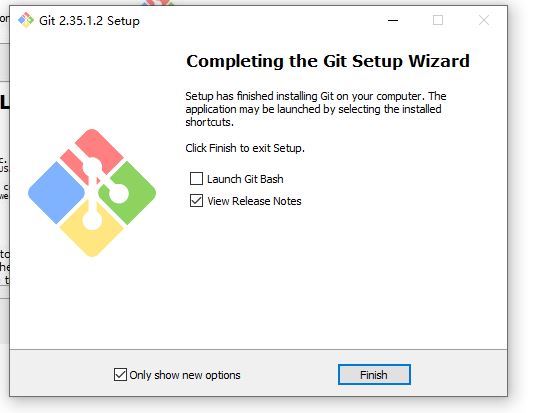 Git 2.35.1.2 Setup
Completing the Git Setup Wizard
Setup has finished installing Git on your computer. The
application may be launched by selecting the installed
shortcuts.
Click Finish to exit Setup.
Launch Git Bash
View Release Notes
Only show new options
Finish